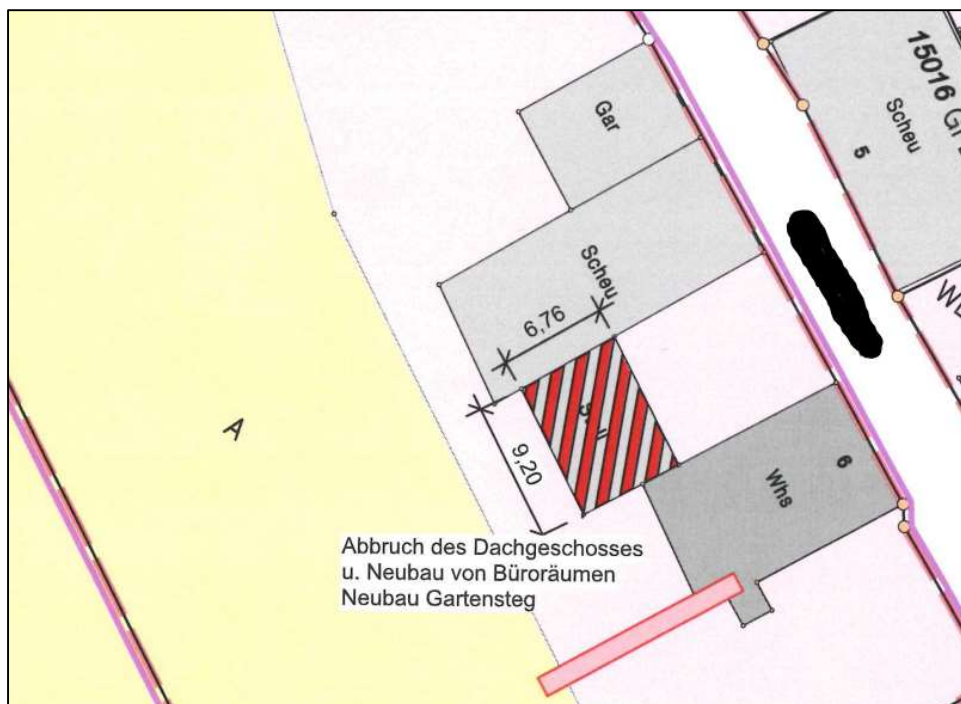 15016 Gr
Scheu
5
Gar
Scheu
6,76
9,20
A
6
Whs
Abbruch des Dachgeschosses
u. Neubau von Büroräumen
Neubau Gartensteg